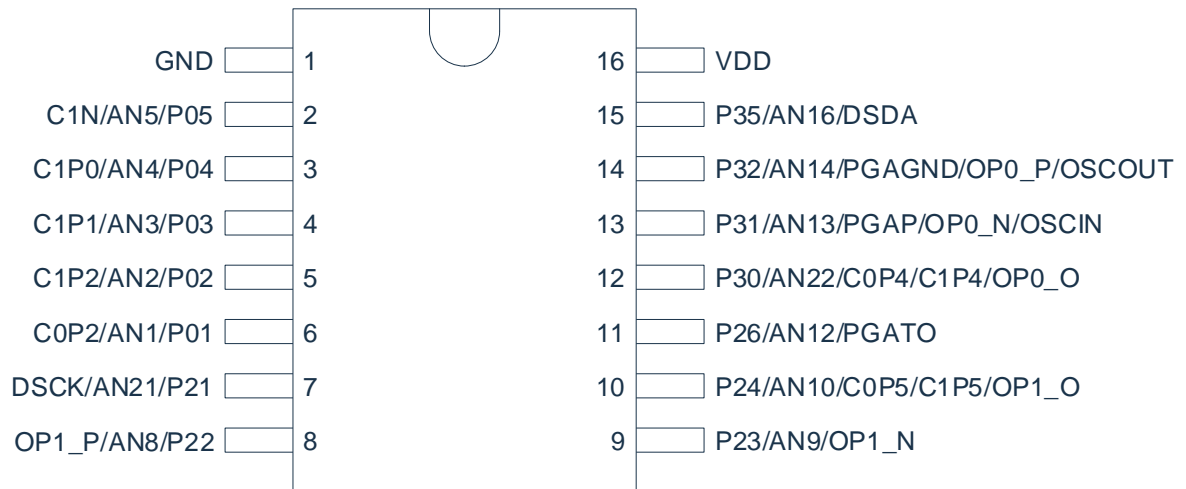 GND 1 16 VDD
C1N/AN5/P05 2 15 P35/AN16/DSDA
C1P0/AN4/P04 3 14 P32/AN14/PGAGND/OP0_P/OSCOUT
C1P1/AN3/P03 4 13 P31/AN13/PGAP/OP0_N/OSCIN
C1P2/AN2/P02 5 12 P30/AN22/C0P4/C1P4/OP0_O
C0P2/AN1/P01 6 11 P26/AN12/PGATO
DSCK/AN21/P21 7 10 P24/AN10/C0P5/C1P5/OP1_O
OP1_P/AN8/P22 8 9 P23/AN9/OP1_N